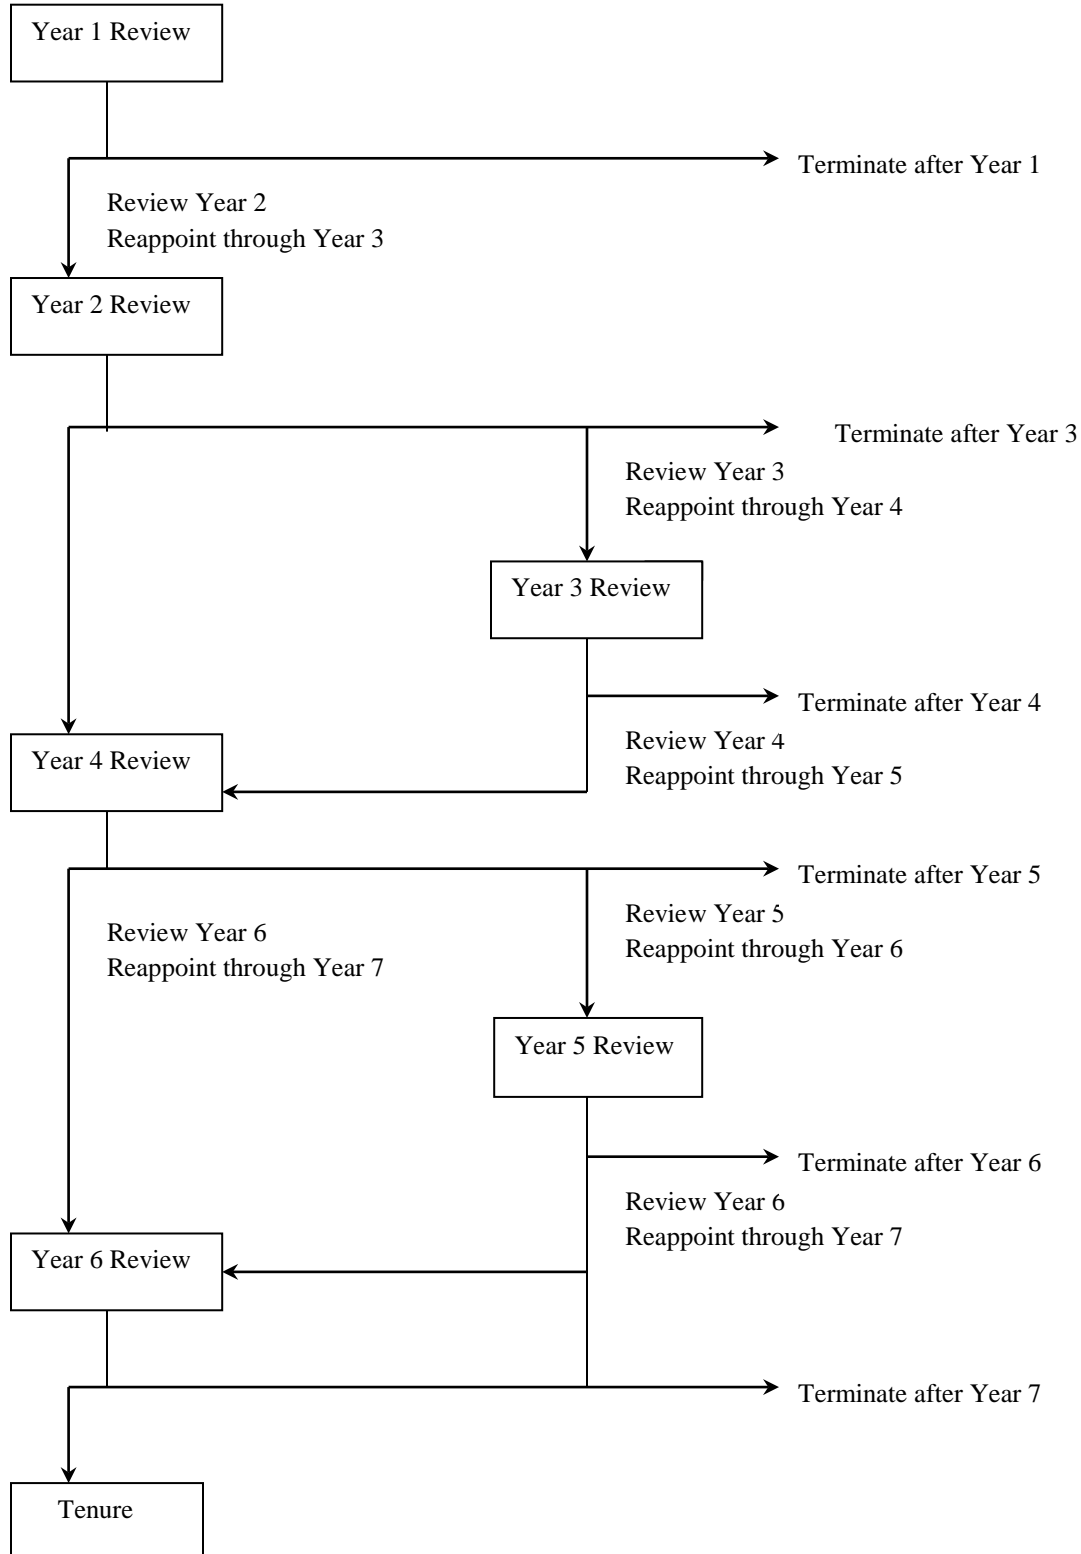 Year 1 Review
Terminate after Year 1
Review Year 2
Reappoint through Year 3
Year 2 Review
Terminate after Year 3
Review Year 3
Reappoint through Year 4
Year 3 Review
Terminate after Year 4
Review Year 4
Reappoint through Year 5
Year 4 Review
Terminate after Year 5
Review Year 5
Reappoint through Year 6
Review Year 6
Reappoint through Year 7
Year 5 Review
Terminate after Year 6
Review Year 6
Reappoint through Year 7
Year 6 Review
Terminate after Year 7
Tenure